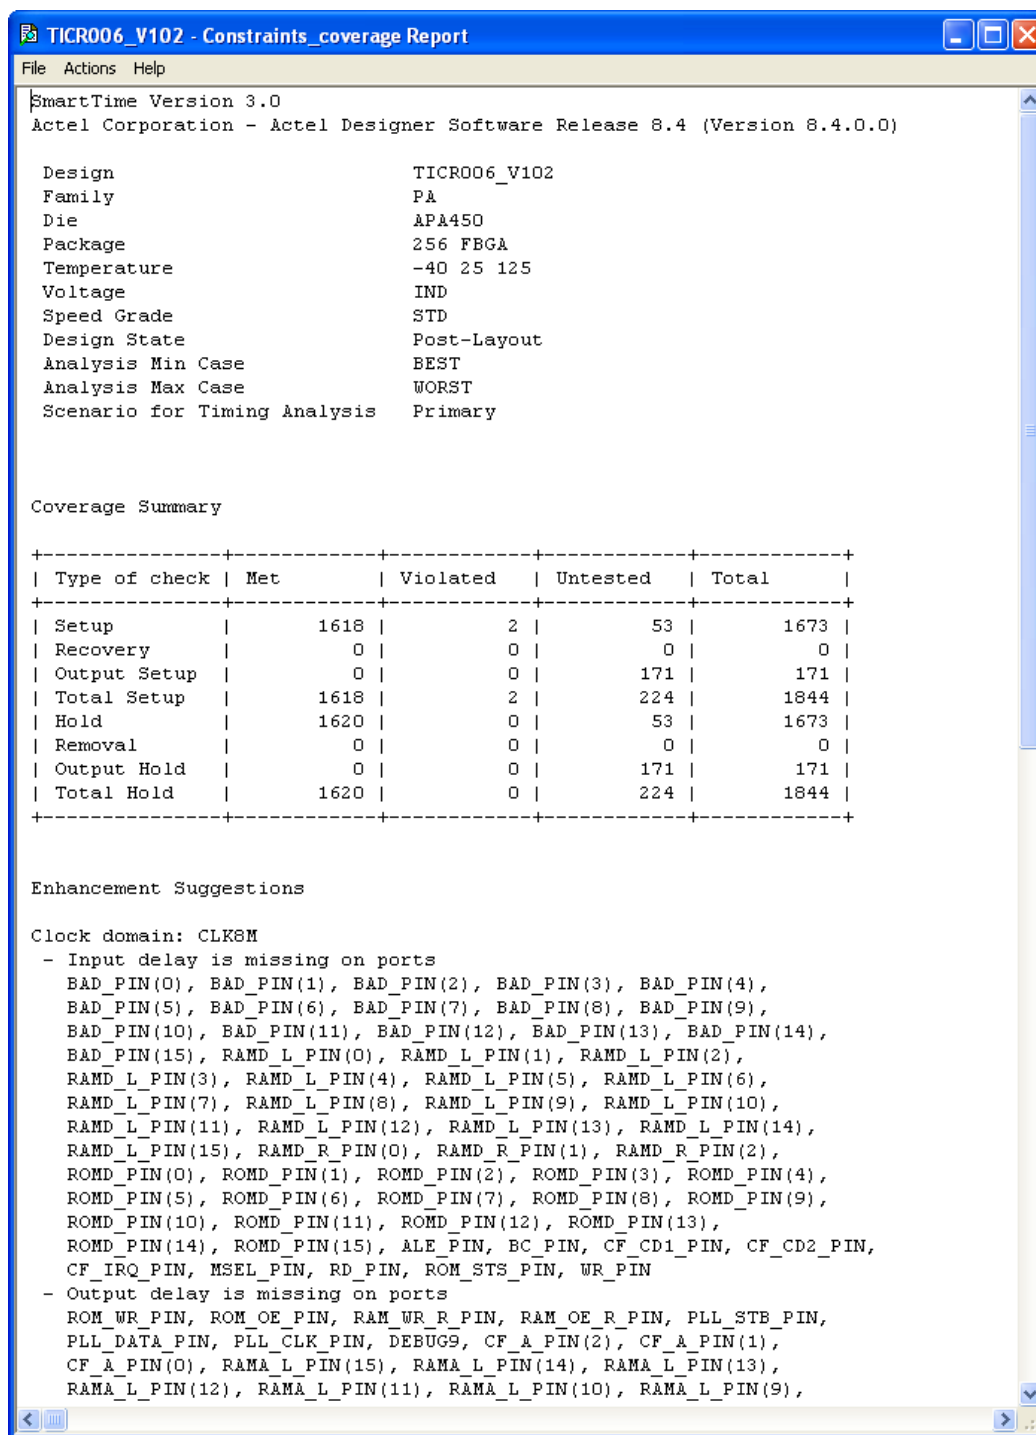 TICR006_V102 - Constraints_coverage Report
File Actions Help
SmartTime Version 3.0
Actel Corporation - Actel Designer Software Release 8.4 (Version 8.4.0.0)
Design TICR006_V102
Family PA
Die APA450
Package 256 FBGA
Temperature -40 25 125
Voltage IND
Speed Grade STD
Design State Post-Layout
Analysis Min Case BEST
Analysis Max Case WORST
Scenario for Timing Analysis Primary
Coverage Summary
+---------------+------------+------------+------------+------------+
| Type of check | Met | Violated | Untested | Total |
+---------------+------------+------------+------------+------------+
| Setup | 1618 | 2 | 53 | 1673 |
| Recovery | 0 | 0 | 0 | 0 |
| Output Setup | 0 | 0 | 171 | 171 |
| Total Setup | 1618 | 2 | 224 | 1844 |
| Hold | 1620 | 0 | 53 | 1673 |
| Removal | 0 | 0 | 0 | 0 |
| Output Hold | 0 | 0 | 171 | 171 |
| Total Hold | 1620 | 0 | 224 | 1844 |
+---------------+------------+------------+------------+------------+
Enhancement Suggestions
Clock domain: CLK8M
- Input delay is missing on ports
BAD_PIN(0), BAD_PIN(1), BAD_PIN(2), BAD_PIN(3), BAD_PIN(4),
BAD_PIN(5), BAD_PIN(6), BAD_PIN(7), BAD_PIN(8), BAD_PIN(9),
BAD_PIN(10), BAD_PIN(11), BAD_PIN(12), BAD_PIN(13), BAD_PIN(14),
BAD_PIN(15), RAMD_L_PIN(0), RAMD_L_PIN(1), RAMD_L_PIN(2),
RAMD_L_PIN(3), RAMD_L_PIN(4), RAMD_L_PIN(5), RAMD_L_PIN(6),
RAMD_L_PIN(7), RAMD_L_PIN(8), RAMD_L_PIN(9), RAMD_L_PIN(10),
RAMD_L_PIN(11), RAMD_L_PIN(12), RAMD_L_PIN(13), RAMD_L_PIN(14),
RAMD_L_PIN(15), RAMD_R_PIN(0), RAMD_R_PIN(1), RAMD_R_PIN(2),
ROMD_PIN(0), ROMD_PIN(1), ROMD_PIN(2), ROMD_PIN(3), ROMD_PIN(4),
ROMD_PIN(5), ROMD_PIN(6), ROMD_PIN(7), ROMD_PIN(8), ROMD_PIN(9),
ROMD_PIN(10), ROMD_PIN(11), ROMD_PIN(12), ROMD_PIN(13),
ROMD_PIN(14), ROMD_PIN(15), ALE_PIN, BC_PIN, CF_CD1_PIN, CF_CD2_PIN,
CF_IRQ_PIN, MSEL_PIN, RD_PIN, ROM_STS_PIN, WR_PIN
- Output delay is missing on ports
ROM_WR_PIN, ROM_OE_PIN, RAM_WR_R_PIN, RAM_OE_R_PIN, PLL_STB_PIN,
PLL_DATA_PIN, PLL_CLK_PIN, DEBUG9, CF_A_PIN(2), CF_A_PIN(1),
CF_A_PIN(0), RAMA_L_PIN(15), RAMA_L_PIN(14), RAMA_L_PIN(13),
RAMA_L_PIN(12), RAMA_L_PIN(11), RAMA_L_PIN(10), RAMA_L_PIN(9),